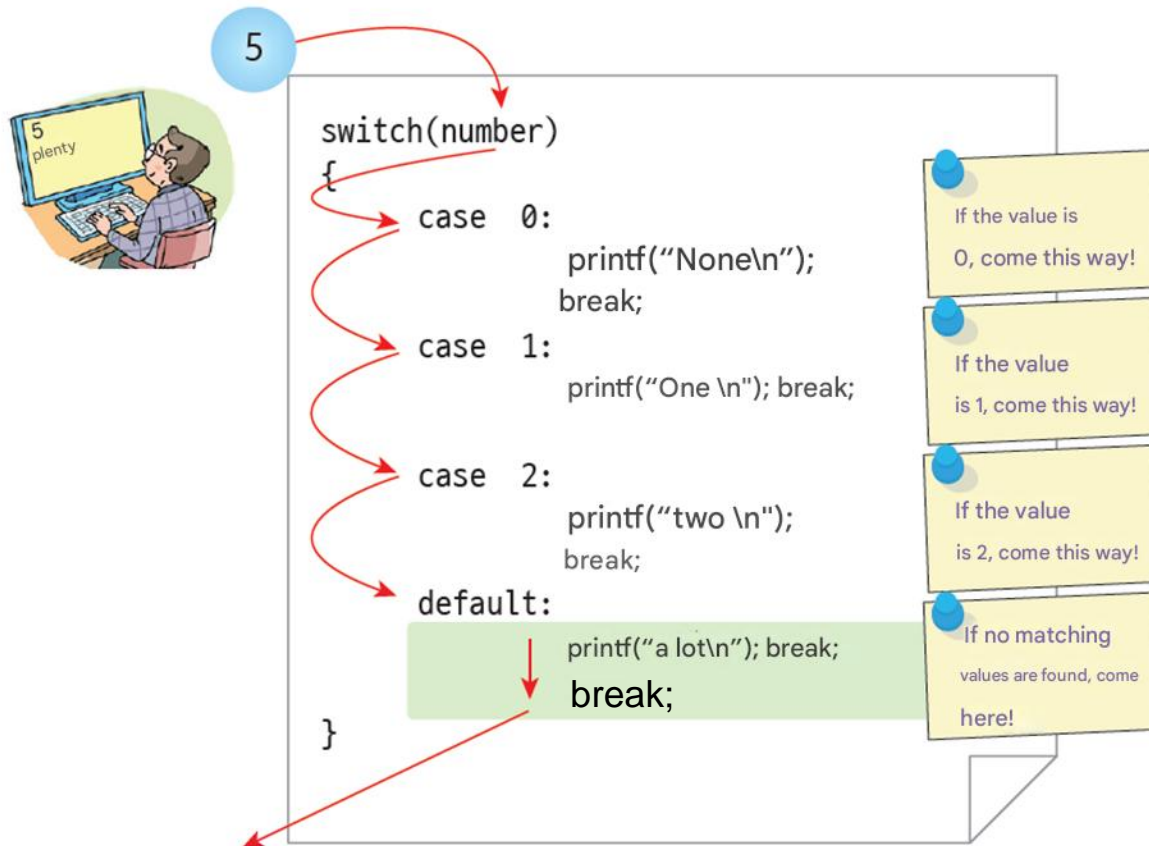 5
5
plenty
switch(number)
{
case 0:
printf(“None\n”);
break;
case 1:
printf(“One \n"); break;
case 2:
printf(“two \n");
break;
default:
printf(“a lot\n”); break;
break;
}
If the value is
0, come this way!
If the value
is 1, come this way!
If the value
is 2, come this way!
If no matching
values are found, come
here!